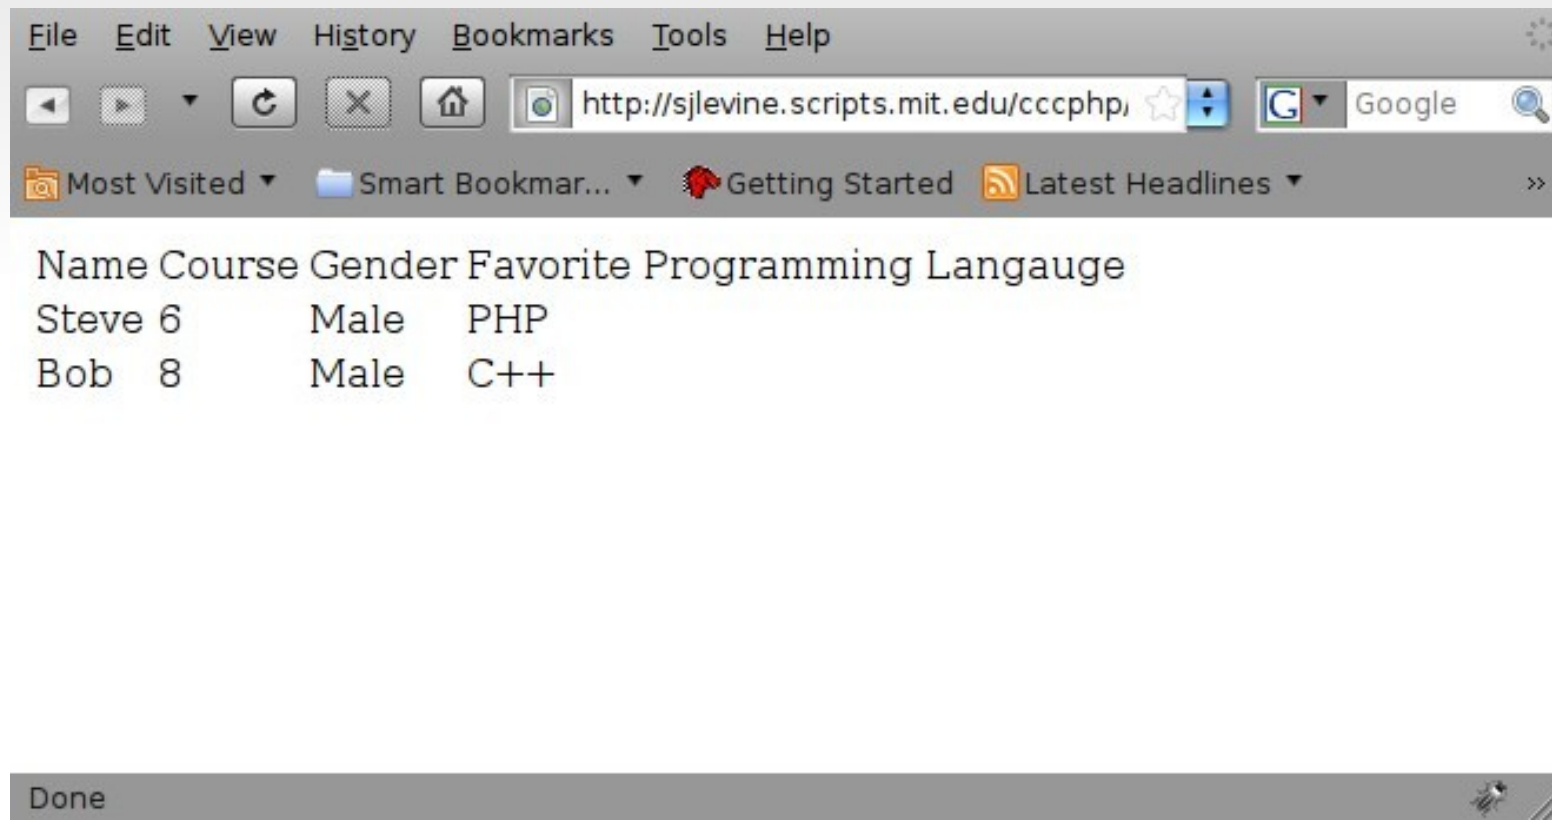 File Edit View History Bookmarks Tools Help
http://sjlevine.scripts.mit.edu/cccphp/ G Google
Most Visited Smart Bookmar... Getting Started Latest Headlines »
Name Course Gender Favorite Programming Langauge
Steve 6 Male PHP
Bob 8 Male C++
Done